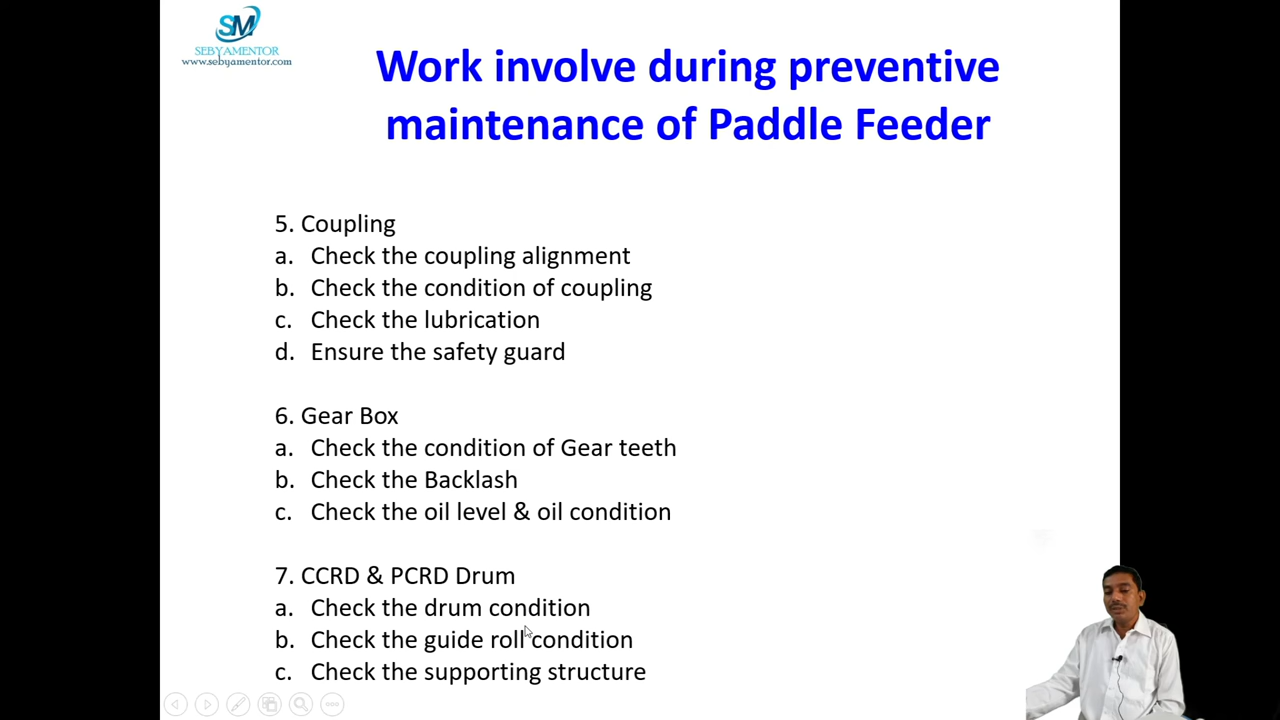 SM
SEBYAMENTOR
www.sebyamentor.com
Work involve during preventive
maintenance of Paddle Feeder
5. Coupling
a. Check the coupling alignment
b. Check the condition of coupling
c. Check the lubrication
d. Ensure the safety guard
6. Gear Box
a. Check the condition of Gear teeth
b. Check the Backlash
c. Check the oil level & oil condition
7. CCRD & PCRD Drum
a. Check the drum condition
b. Check the guide roll condition
c. Check the supporting structure